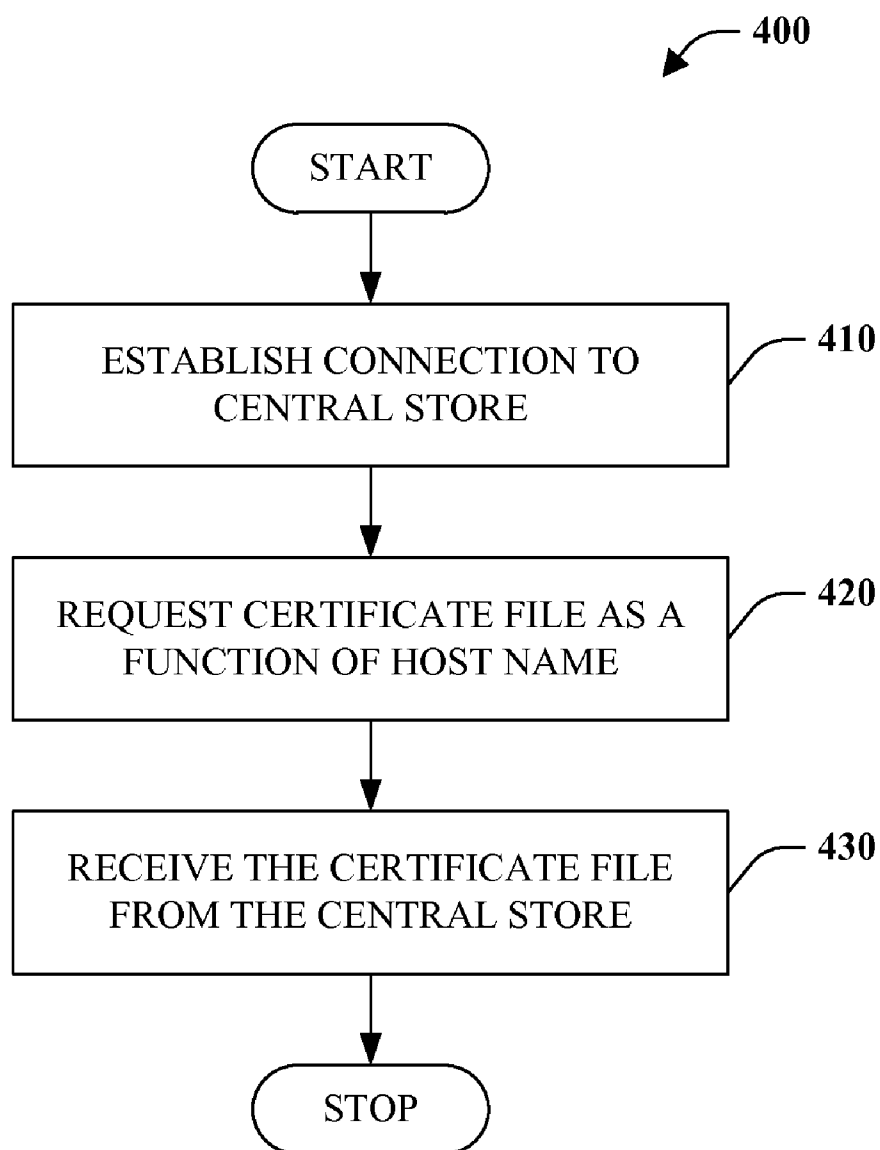 400
START
ESTABLISH CONNECTION TO
CENTRAL STORE
410
REQUEST CERTIFICATE FILE AS A
FUNCTION OF HOST NAME
420
RECEIVE THE CERTIFICATE FILE
FROM THE CENTRAL STORE
430
STOP